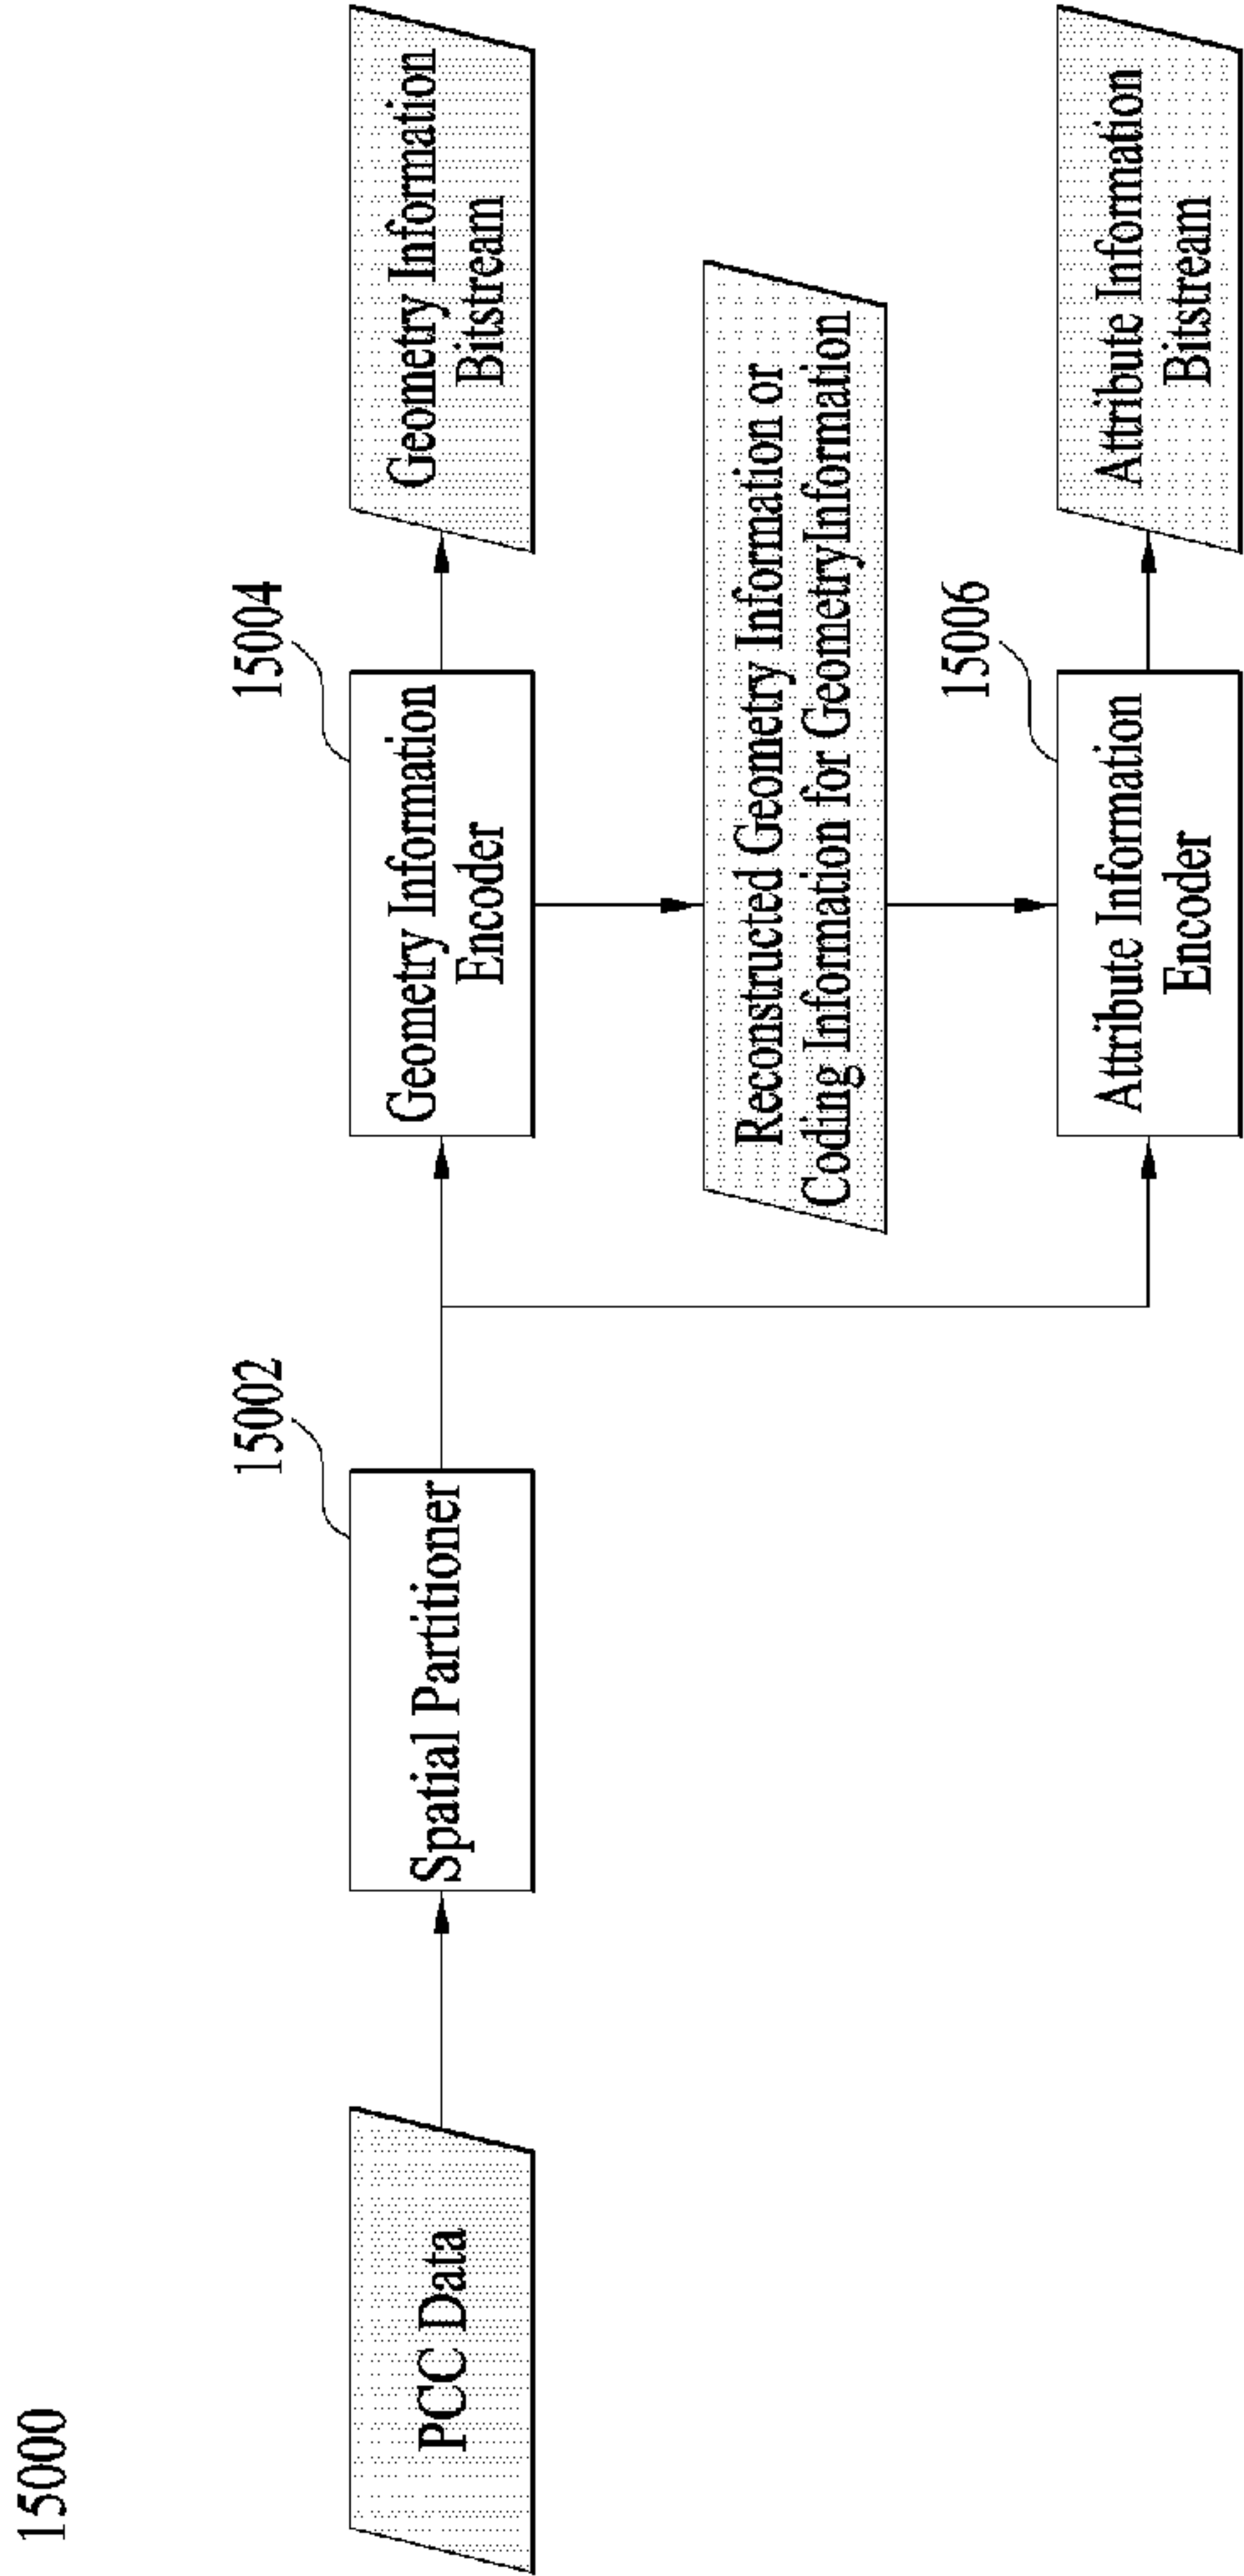 15000
PCC Data
15002
Spatial Partitioner
15004
Geometry Information
Encoder
Geometry Information
Bitstream
Reconstructed Geometry Information or
Coding Information for GeometryInformation
15006
Attribute Information
Encoder
Attribute Information
Bitstream